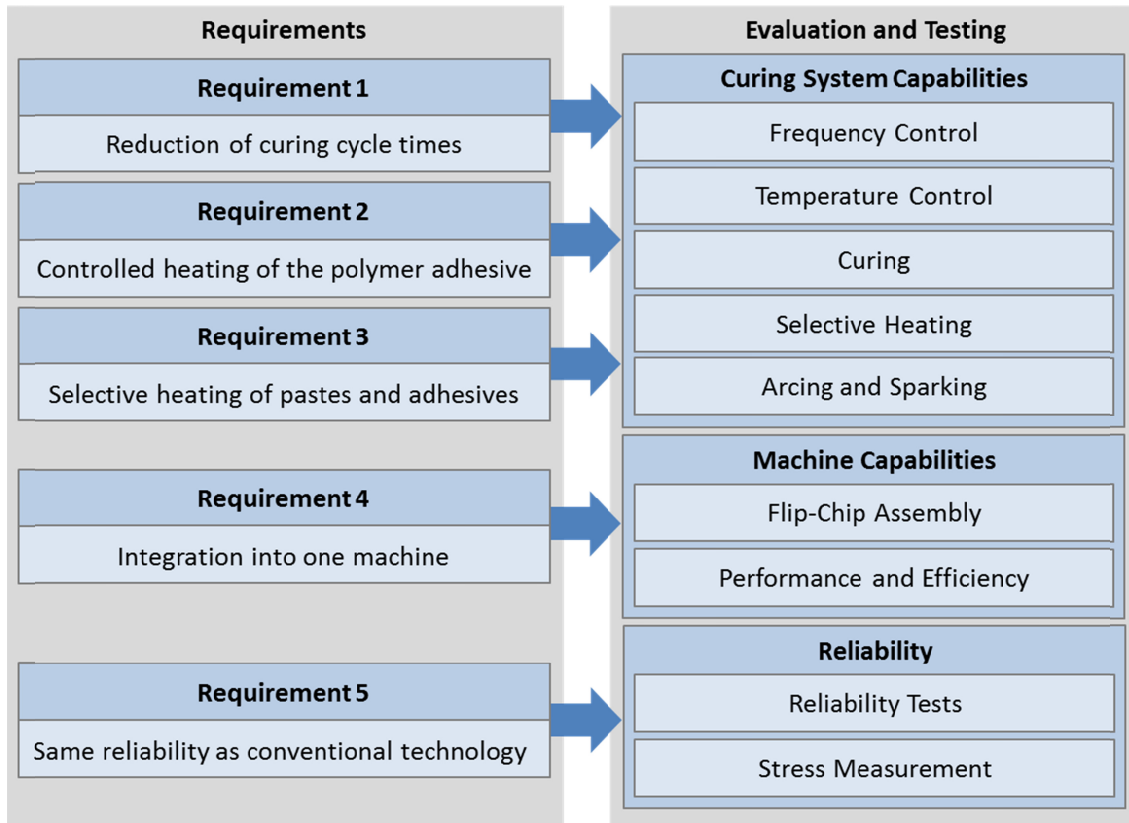 Requirements
Requirement 1
Reduction of curing cycle times
Requirement 2
Controlled heating of the polymer adhesive
Requirement 3
Selective heating of pastes and adhesives
Requirement 4
Integration into one machine
Requirement 5
Same reliability as conventional technology
Evaluation and Testing
Curing System Capabilities
Frequency Control
Temperature Control
Curing
Selective Heating
Arcing and Sparking
Machine Capabilities
Flip-Chip Assembly
Performance and Efficiency
Reliability
Reliability Tests
Stress Measurement